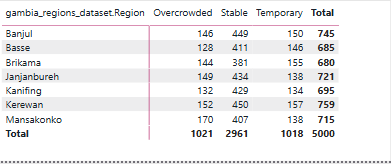 gambia_regions_dataset.Region Overcrowded Stable Temporary Total
Banjul 146 449 150 745
Basse 128 411 146 685
Brikama 144 381 155 680
Janjanbureh 149 434 138 721
Kanifing 132 429 134 695
Kerewan 152 450 157 759
Mansakonko 170 407 138 715
Total 1021 2961 1018 5000